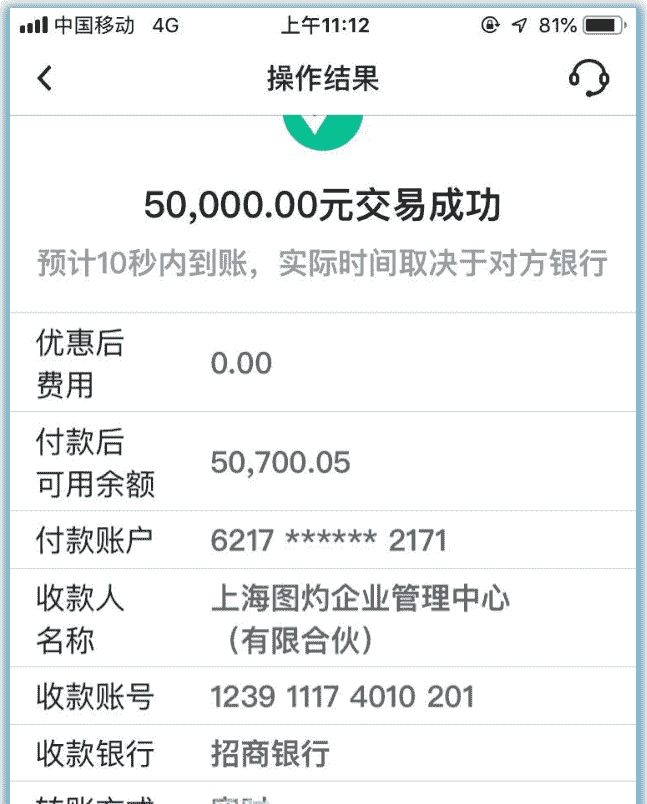 中国移动 4G 上午11:12 81%
操作结果
50,000.00元交易成功
预计10秒内到账，实际时间取决于对方银行
优惠后
费用
0.00
付款后
可用余额
50,700.05
付款账户 6217 ****** 2171
收款人
名称
上海图灼企业管理中心
（有限合伙）
收款账号 1239 1117 4010 201
收款银行 招商银行